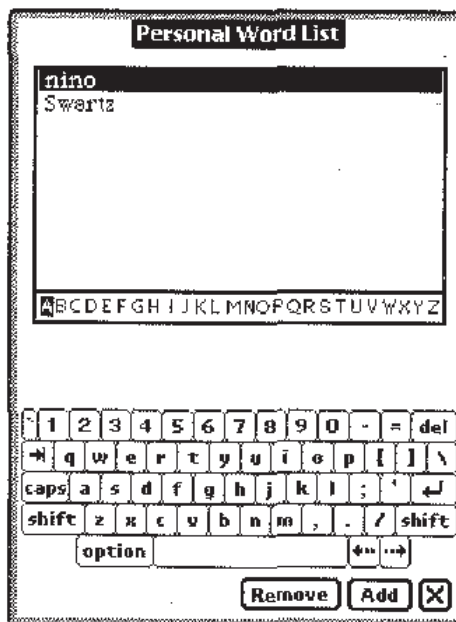 Personal Word List
nino
Swartz
ABCDEFGHIJKLMNOPQRSTUVWXYZ
` 1 2 3 4 5 6 7 8 9 0 - = del
q w e r t y u i o p [ ] \
caps a s d f g h j k l ; '
shift z x c v b n m , . / shift
option
Remove Add X